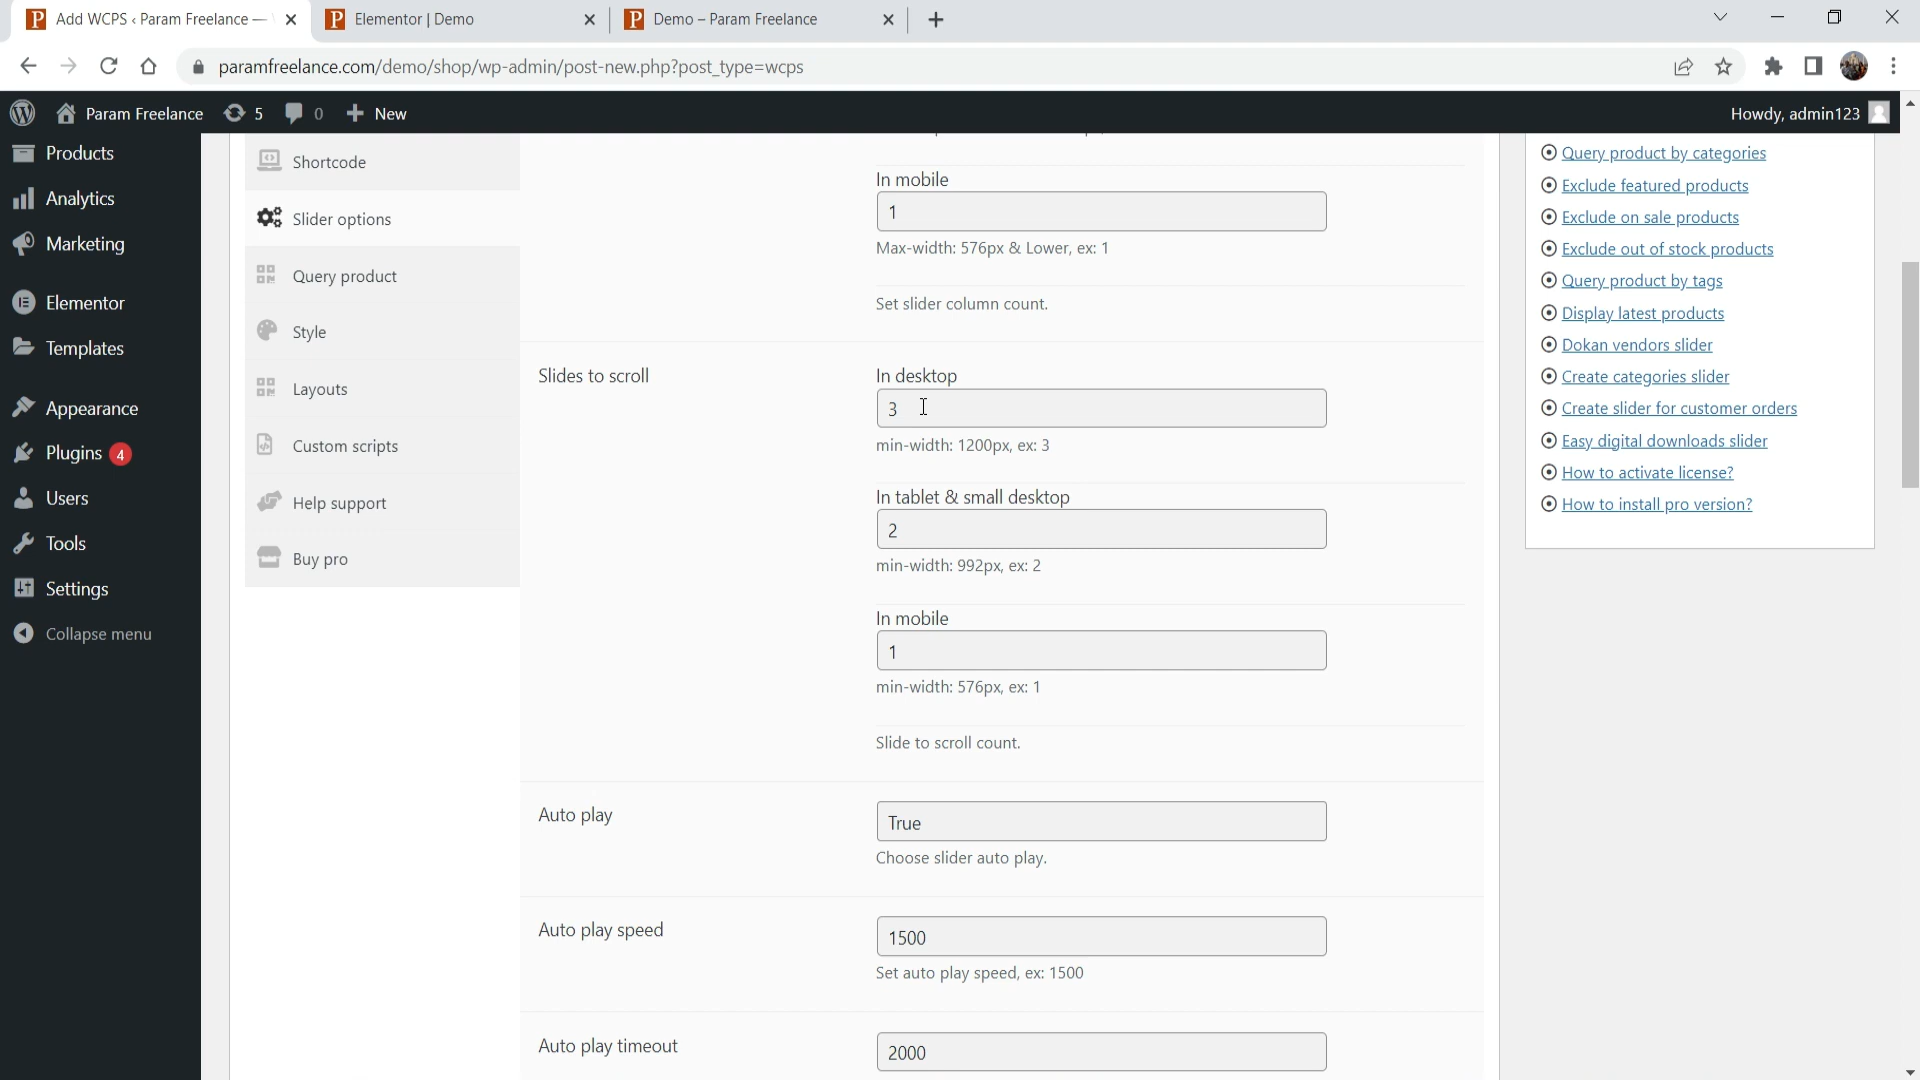 Add WCPS ‹ Param Freelance —
Elementor | Demo
Demo – Param Freelance
paramfreelance.com/demo/shop/wp-admin/post-new.php?post_type=wcps
Param Freelance
5
0
New
Howdy, admin123
Products
Analytics
Marketing
Elementor
Templates
Appearance
Plugins 4
Users
Tools
Settings
Collapse menu
Shortcode
Slider options
Query product
Style
Layouts
Custom scripts
Help support
Buy pro
In mobile
1
Max-width: 576px & Lower, ex: 1
Set slider column count.
Slides to scroll
In desktop
3
min-width: 1200px, ex: 3
In tablet & small desktop
2
min-width: 992px, ex: 2
In mobile
1
min-width: 576px, ex: 1
Slide to scroll count.
Auto play
True
Choose slider auto play.
Auto play speed
1500
Set auto play speed, ex: 1500
Auto play timeout
2000
Query product by categories
Exclude featured products
Exclude on sale products
Exclude out of stock products
Query product by tags
Display latest products
Dokan vendors slider
Create categories slider
Create slider for customer orders
Easy digital downloads slider
How to activate license?
How to install pro version?